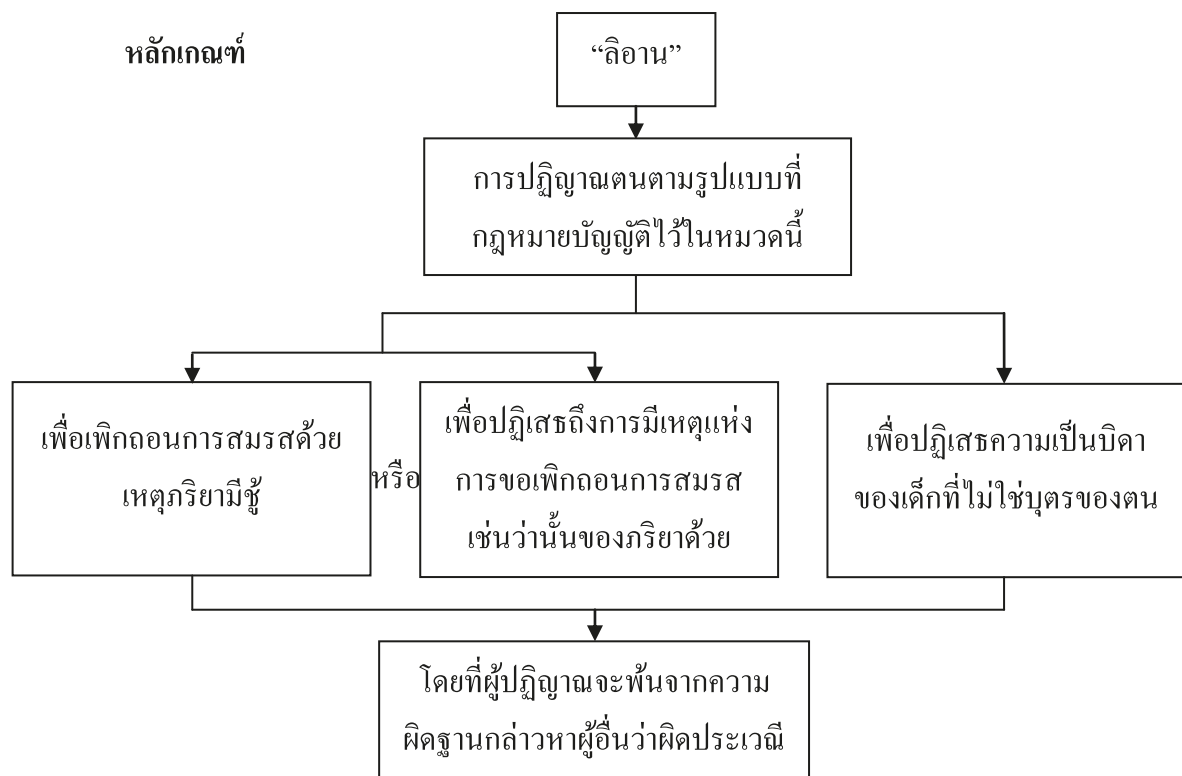 หลักเกณฑ์
“ลิอาน”
การปฏิญาณตนตามรูปแบบที่
กฎหมายบัญญัติไว้ในหมวดนี้
เพื่อเพิกถอนการสมรสด้วย
เหตุภริยามีชู้
หรือ
เพื่อปฏิเสธถึงการมีเหตุแห่ง
การขอเพิกถอนการสมรส
เช่นว่านั้นของภริยาด้วย
เพื่อปฏิเสธความเป็นบิดา
ของเด็กที่ไม่ใช่บุตรของตน
โดยที่ผู้ปฏิญาณจะพ้นจากความ
ผิดฐานกล่าวหาผู้อื่นว่าผิดประเวณี